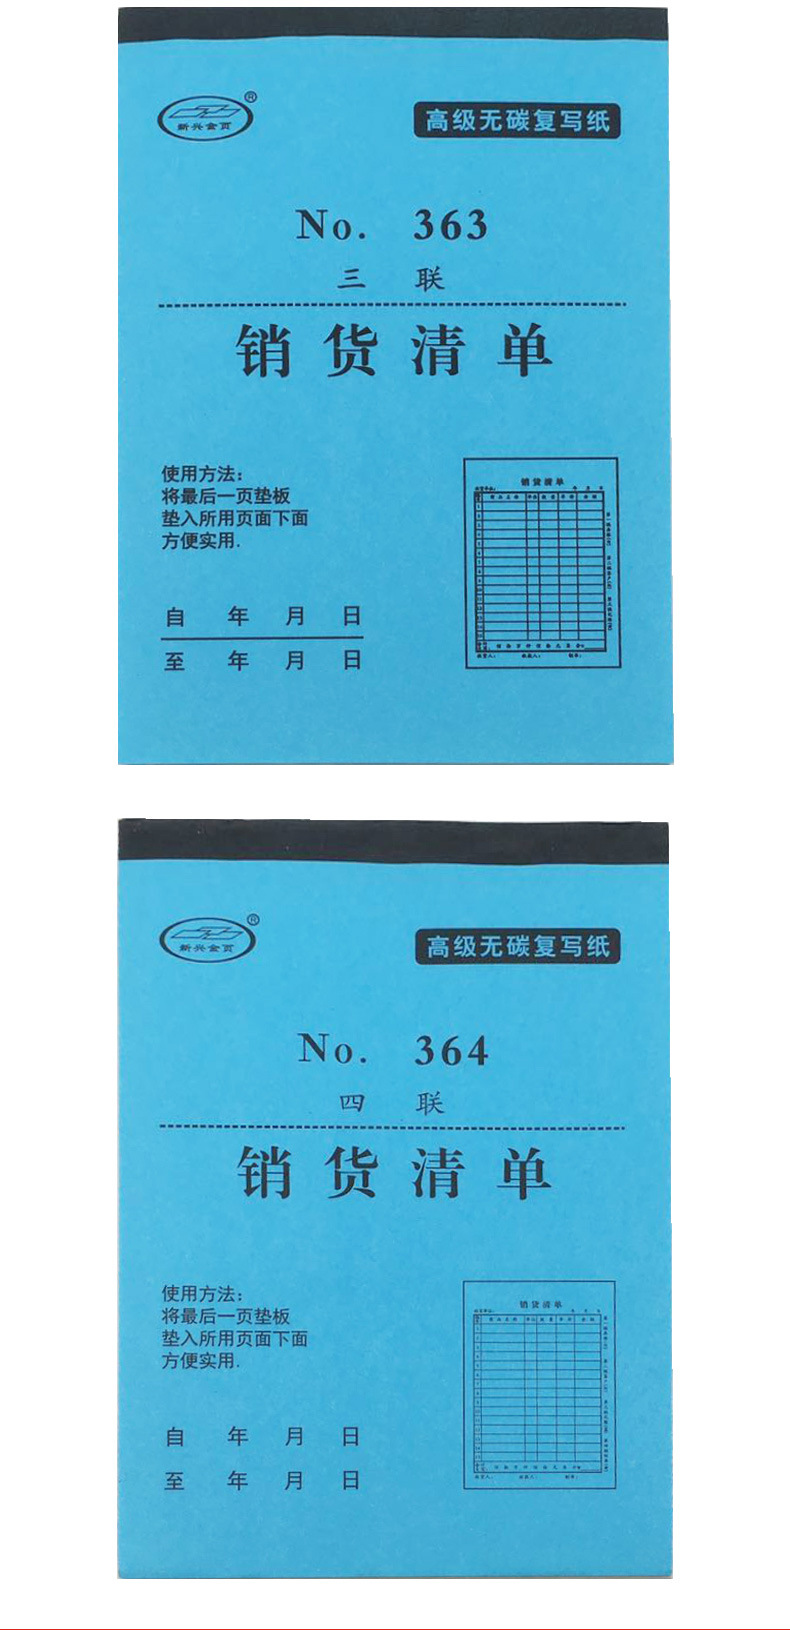 新兴金页
®
高级无碳复写纸
No. 363
三 联
销 货 清 单
使用方法：
将最后一页垫板
垫入所用页面下面
方便实用.
销货清单
自 年 月 日
至 年 月 日
新兴金页
®
高级无碳复写纸
No. 364
四 联
销 货 清 单
使用方法：
将最后一页垫板
垫入所用页面下面
方便实用.
销货清单
自 年 月 日
至 年 月 日